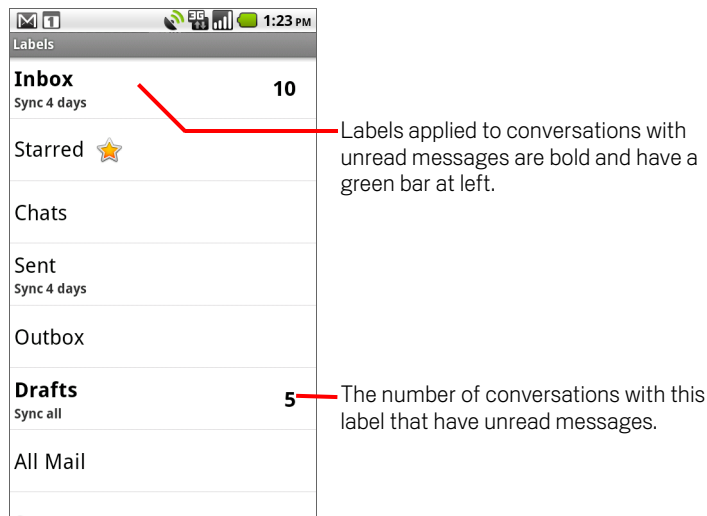 1
3G
1:23 PM
Labels
Inbox
10
Sync 4 days
Labels applied to conversations with
unread messages are bold and have a
green bar at left.
Starred
Chats
Sent
Sync 4 days
Outbox
Drafts
5
Sync all
The number of conversations with this
label that have unread messages.
All Mail